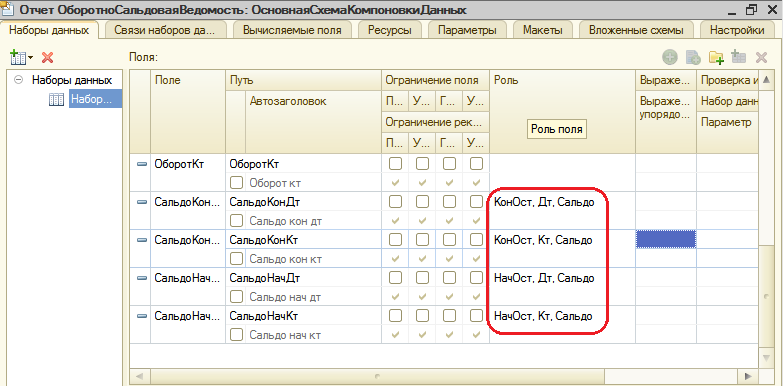 Отчет ОборотноСальдоваяВедомость: ОсновнаяСхемаКомпоновкиДанных
Наборы данных
Связи наборов да...
Вычисляемые поля
Ресурсы
Параметры
Макеты
Вложенные схемы
Настройки
Поля:
Наборы данных
Набор...
Поле
Путь
Ограничение поля
Роль
Выраже...
Проверка и
Автозаголовок
П...
У...
Г...
У...
Выраже...
упорядо...
Набор данн
Ограничение рек...
Параметр
П...
У...
Г...
У...
Роль поля
ОборотКт
ОборотКт
Оборот кт
СальдоКон...
СальдоКонДт
КонОст, Дт, Сальдо
Сальдо кон дт
СальдоКон...
СальдоКонКт
КонОст, Кт, Сальдо
Сальдо кон кт
СальдоНач...
СальдоНачДт
НачОст, Дт, Сальдо
Сальдо нач дт
СальдоНач...
СальдоНачКт
НачОст, Кт, Сальдо
Сальдо нач кт